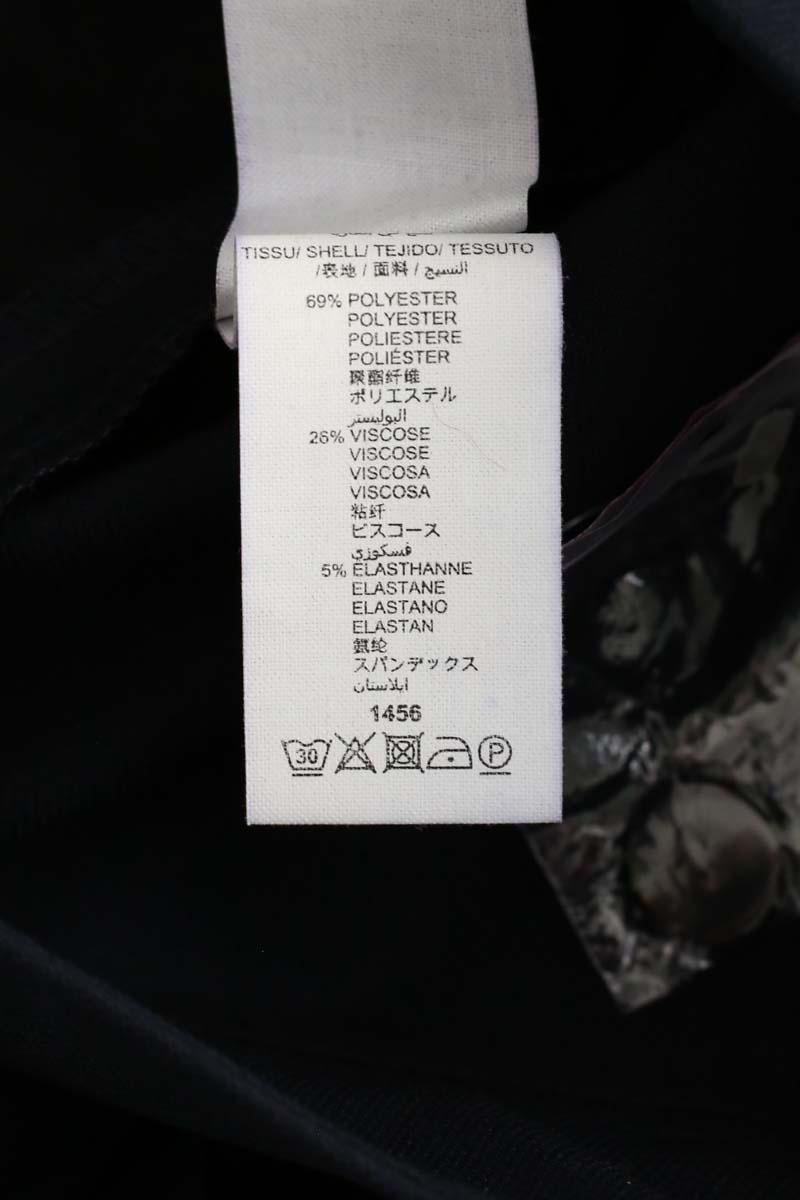 TISSU/ SHELL/ TEJIDO/ TESSUTO
/表地 / 面料 / النسيج
69% POLYESTER
POLYESTER
POLIESTERE
POLIÉSTER
聚酯纤维
ポリエステル
البوليستر
26% VISCOSE
VISCOSE
VISCOSA
VISCOSA
粘纤
ビスコース
فسكوزي
5% ELASTHANNE
ELASTANE
ELASTANO
ELASTAN
氨纶
スパンデックス
ايلاستان
1456
30 P